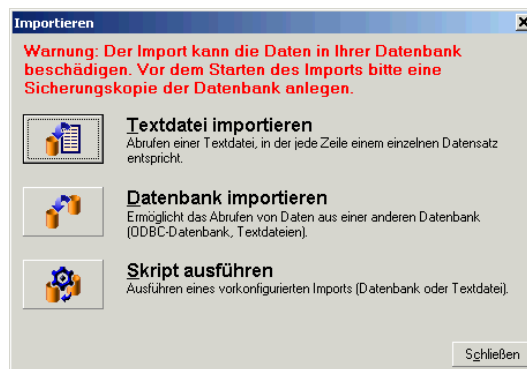 Importieren
Warnung: Der Import kann die Daten in Ihrer Datenbank
beschädigen. Vor dem Starten des Imports bitte eine
Sicherungskopie der Datenbank anlegen.
Textdatei importieren
Abrufen einer Textdatei, in der jede Zeile einem einzelnen Datensatz
entspricht.
Datenbank importieren
Ermöglicht das Abrufen von Daten aus einer anderen Datenbank
(ODBC-Datenbank, Textdateien).
Skript ausführen
Ausführen eines vorkonfigurierten Imports (Datenbank oder Textdatei).
Schließen